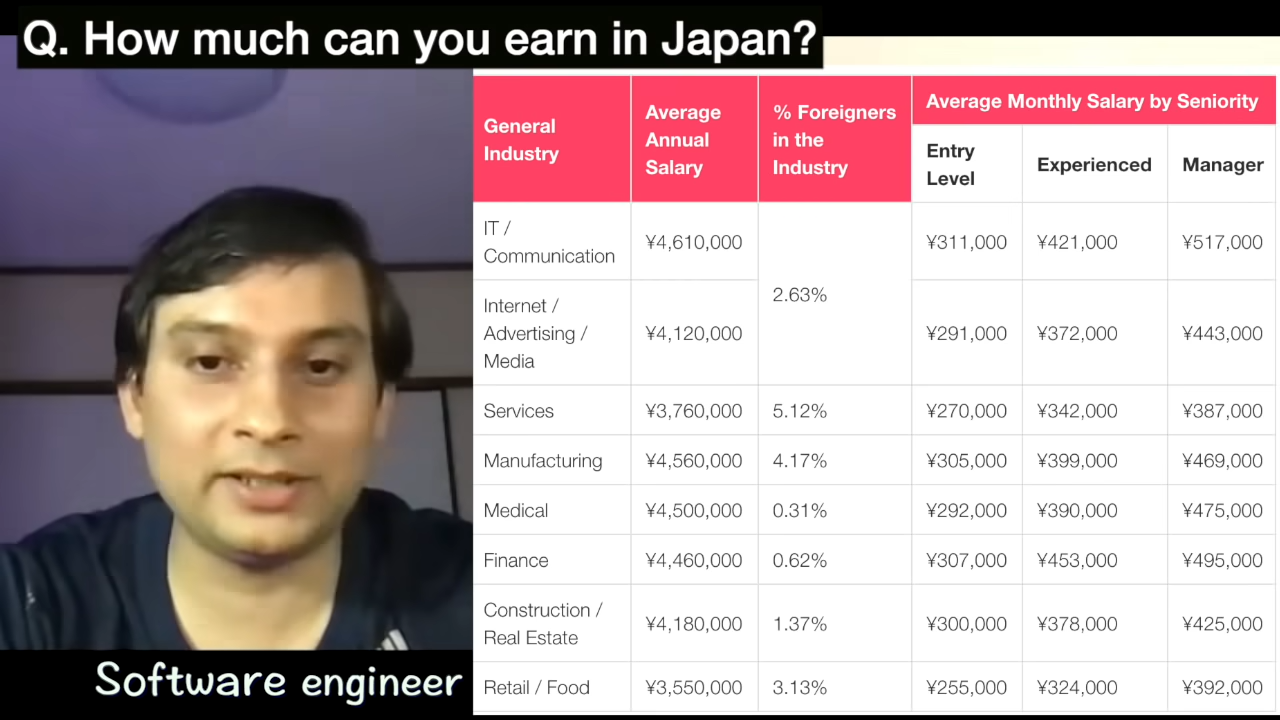 Q. How much can you earn in Japan?
General Industry
Average Annual Salary
% Foreigners in the Industry
Average Monthly Salary by Seniority
Entry Level
Experienced
Manager
IT / Communication
¥4,610,000
2.63%
¥311,000
¥421,000
¥517,000
Internet / Advertising / Media
¥4,120,000
¥291,000
¥372,000
¥443,000
Services
¥3,760,000
5.12%
¥270,000
¥342,000
¥387,000
Manufacturing
¥4,560,000
4.17%
¥305,000
¥399,000
¥469,000
Medical
¥4,500,000
0.31%
¥292,000
¥390,000
¥475,000
Finance
¥4,460,000
0.62%
¥307,000
¥453,000
¥495,000
Construction / Real Estate
¥4,180,000
1.37%
¥300,000
¥378,000
¥425,000
Retail / Food
¥3,550,000
3.13%
¥255,000
¥324,000
¥392,000
Software engineer